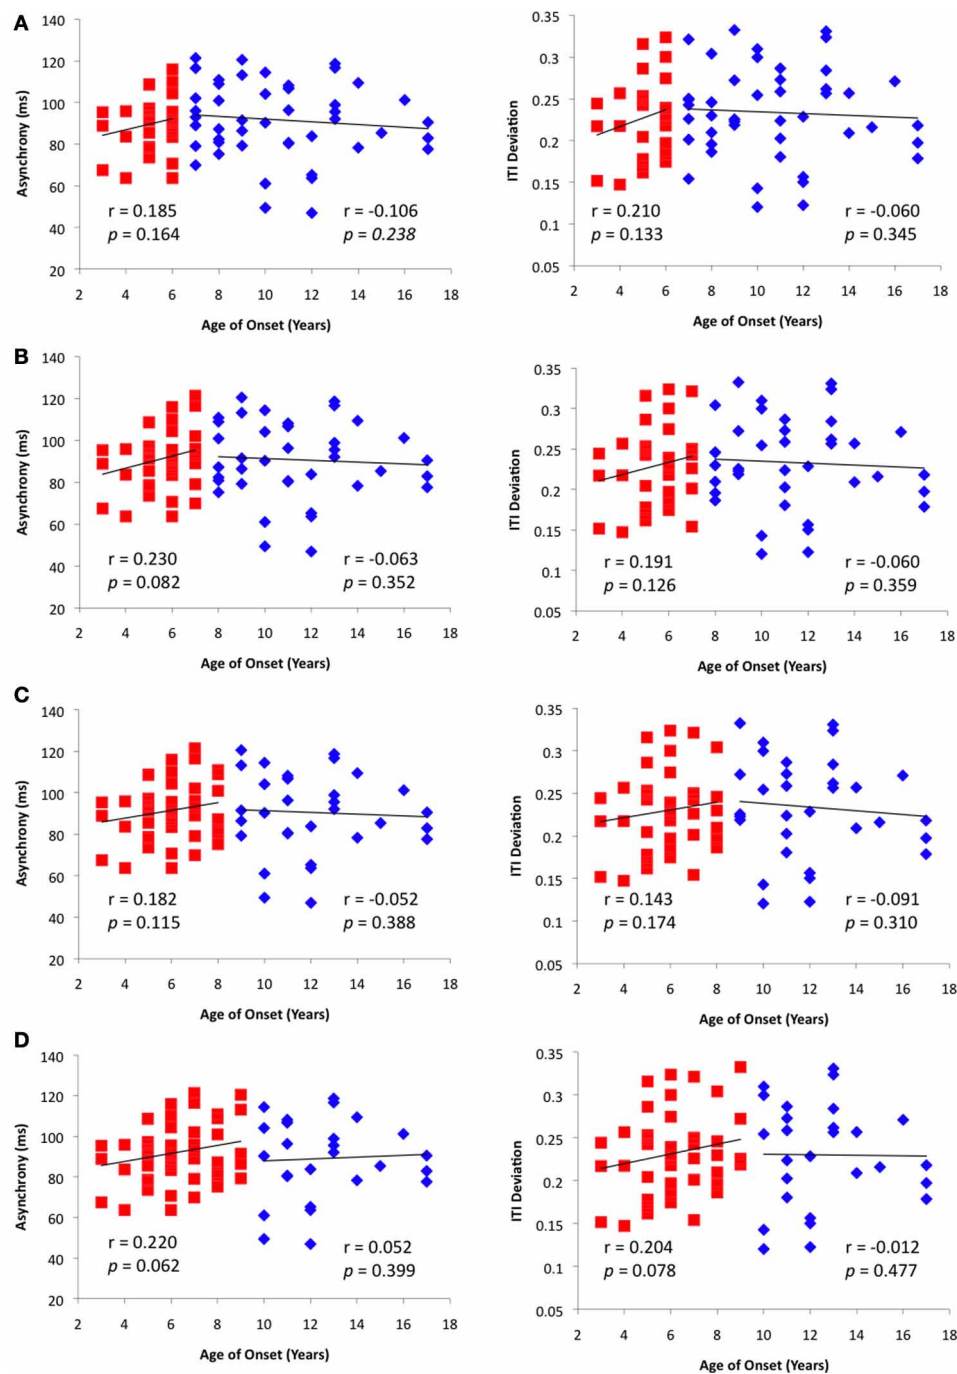 A
Asynchrony (ms)
140
120
100
80
60
40
20
r = 0.185
p = 0.164
r = -0.106
p = 0.238
2 4 6 8 10 12 14 16 18
Age of Onset (Years)
ITI Deviation
0.35
0.3
0.25
0.2
0.15
0.1
0.05
r = 0.210
p = 0.133
r = -0.060
p = 0.345
2 4 6 8 10 12 14 16 18
Age of Onset (Years)
B
Asynchrony (ms)
140
120
100
80
60
40
20
r = 0.230
p = 0.082
r = -0.063
p = 0.352
2 4 6 8 10 12 14 16 18
Age of Onset (Years)
ITI Deviation
0.35
0.3
0.25
0.2
0.15
0.1
0.05
r = 0.191
p = 0.126
r = -0.060
p = 0.359
2 4 6 8 10 12 14 16 18
Age of Onset (Years)
C
Asynchrony (ms)
140
120
100
80
60
40
20
r = 0.182
p = 0.115
r = -0.052
p = 0.388
2 4 6 8 10 12 14 16 18
Age of Onset (Years)
ITI Deviation
0.35
0.3
0.25
0.2
0.15
0.1
0.05
r = 0.143
p = 0.174
r = -0.091
p = 0.310
2 4 6 8 10 12 14 16 18
Age of Onset (Years)
D
Asynchrony (ms)
140
120
100
80
60
40
20
r = 0.220
p = 0.062
r = 0.052
p = 0.399
2 4 6 8 10 12 14 16 18
Age of Onset (Years)
ITI Deviation
0.35
0.3
0.25
0.2
0.15
0.1
0.05
r = 0.204
p = 0.078
r = -0.012
p = 0.477
2 4 6 8 10 12 14 16 18
Age of Onset (Years)